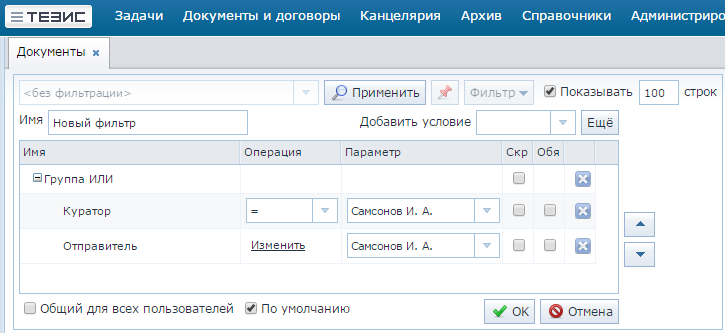 ТЕЗИС Задачи Документы и договоры Канцелярия Архив Справочники Администриро
Документы
<без фильтрации> Применить Фильтр Показывать 100 строк
Имя Новый фильтр Добавить условие Ещё
Имя Операция Параметр Скр Обя
Группа ИЛИ
Куратор = Самсонов И. А.
Отправитель Изменить Самсонов И. А.
Общий для всех пользователей По умолчанию OK Отмена